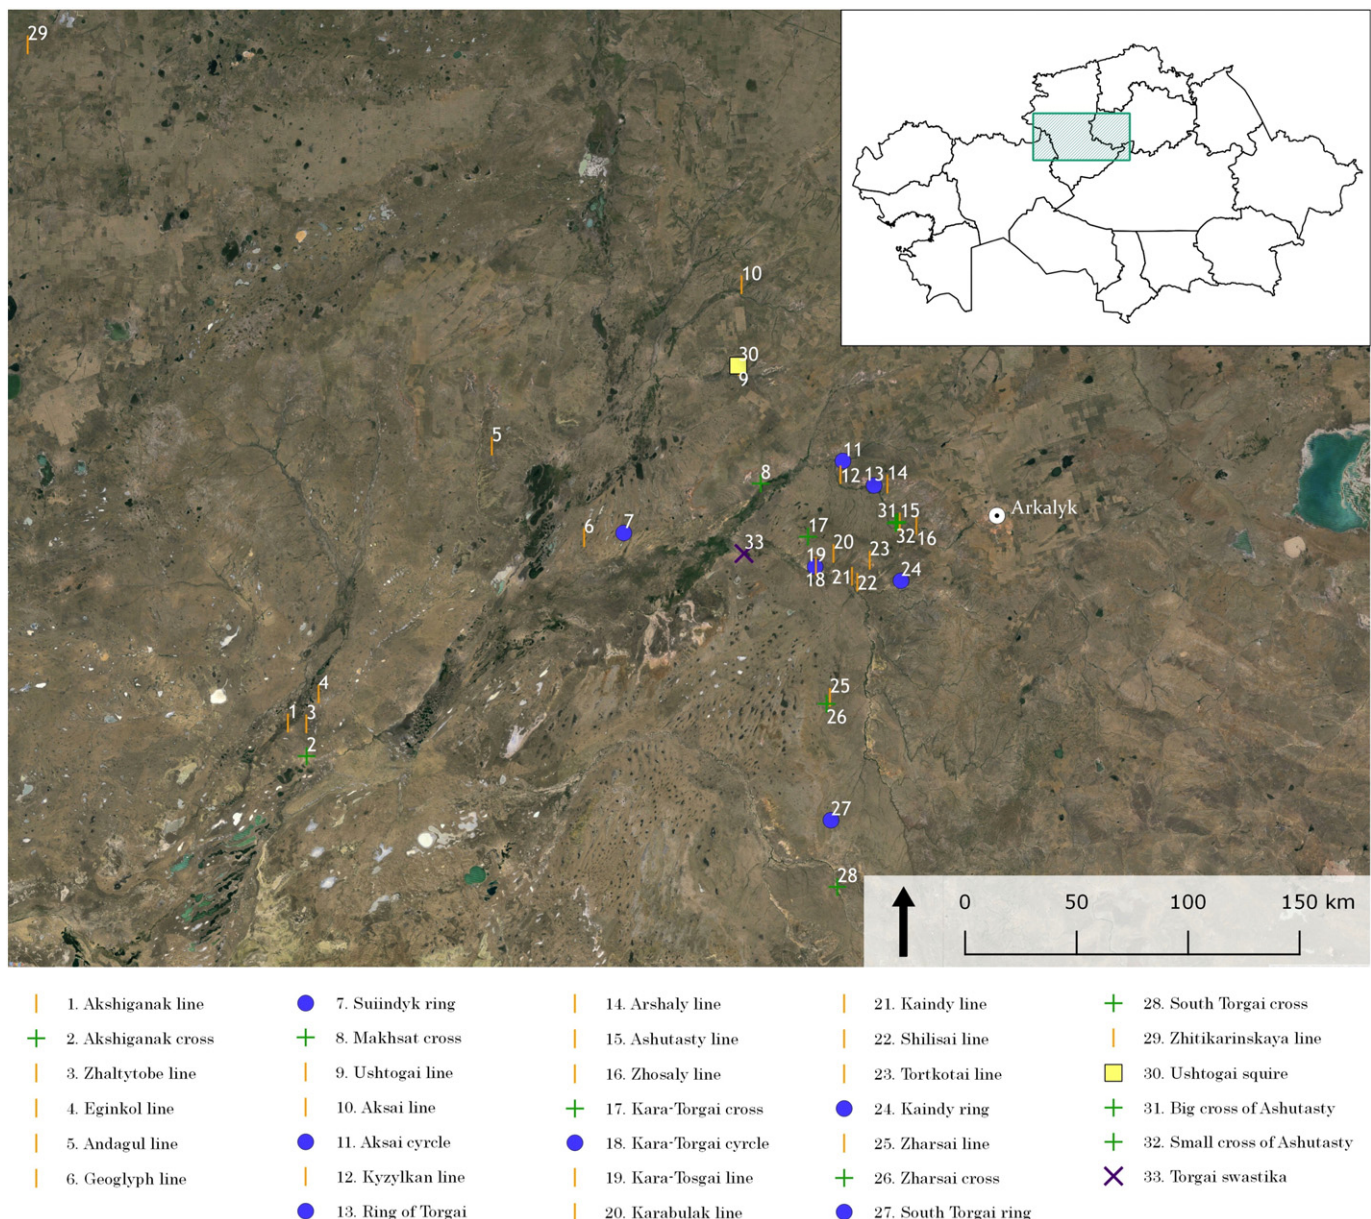 29
10
30
9
5
11
8
12 13 14
31 15
6 7
17
32 16
Arkalyk
33
20
19
23
18
21 22
24
4
25
1 3
26
2
27
28
0 50 100 150 km
1. Akshiganak line
2. Akshiganak cross
3. Zhaltytobe line
4. Eginkol line
5. Andagul line
6. Geoglyph line
7. Suiindyk ring
8. Makhsat cross
9. Ushtogai line
10. Aksai line
11. Aksai cyrcle
12. Kyzylkan line
13. Ring of Torgai
14. Arshaly line
15. Ashutasty line
16. Zhosaly line
17. Kara-Torgai cross
18. Kara-Torgai cyrcle
19. Kara-Tosgai line
20. Karabulak line
21. Kaindy line
22. Shilisai line
23. Tortkotai line
24. Kaindy ring
25. Zharsai line
26. Zharsai cross
27. South Torgai ring
28. South Torgai cross
29. Zhitikarinskaya line
30. Ushtogai squire
31. Big cross of Ashutasty
32. Small cross of Ashutasty
33. Torgai swastika